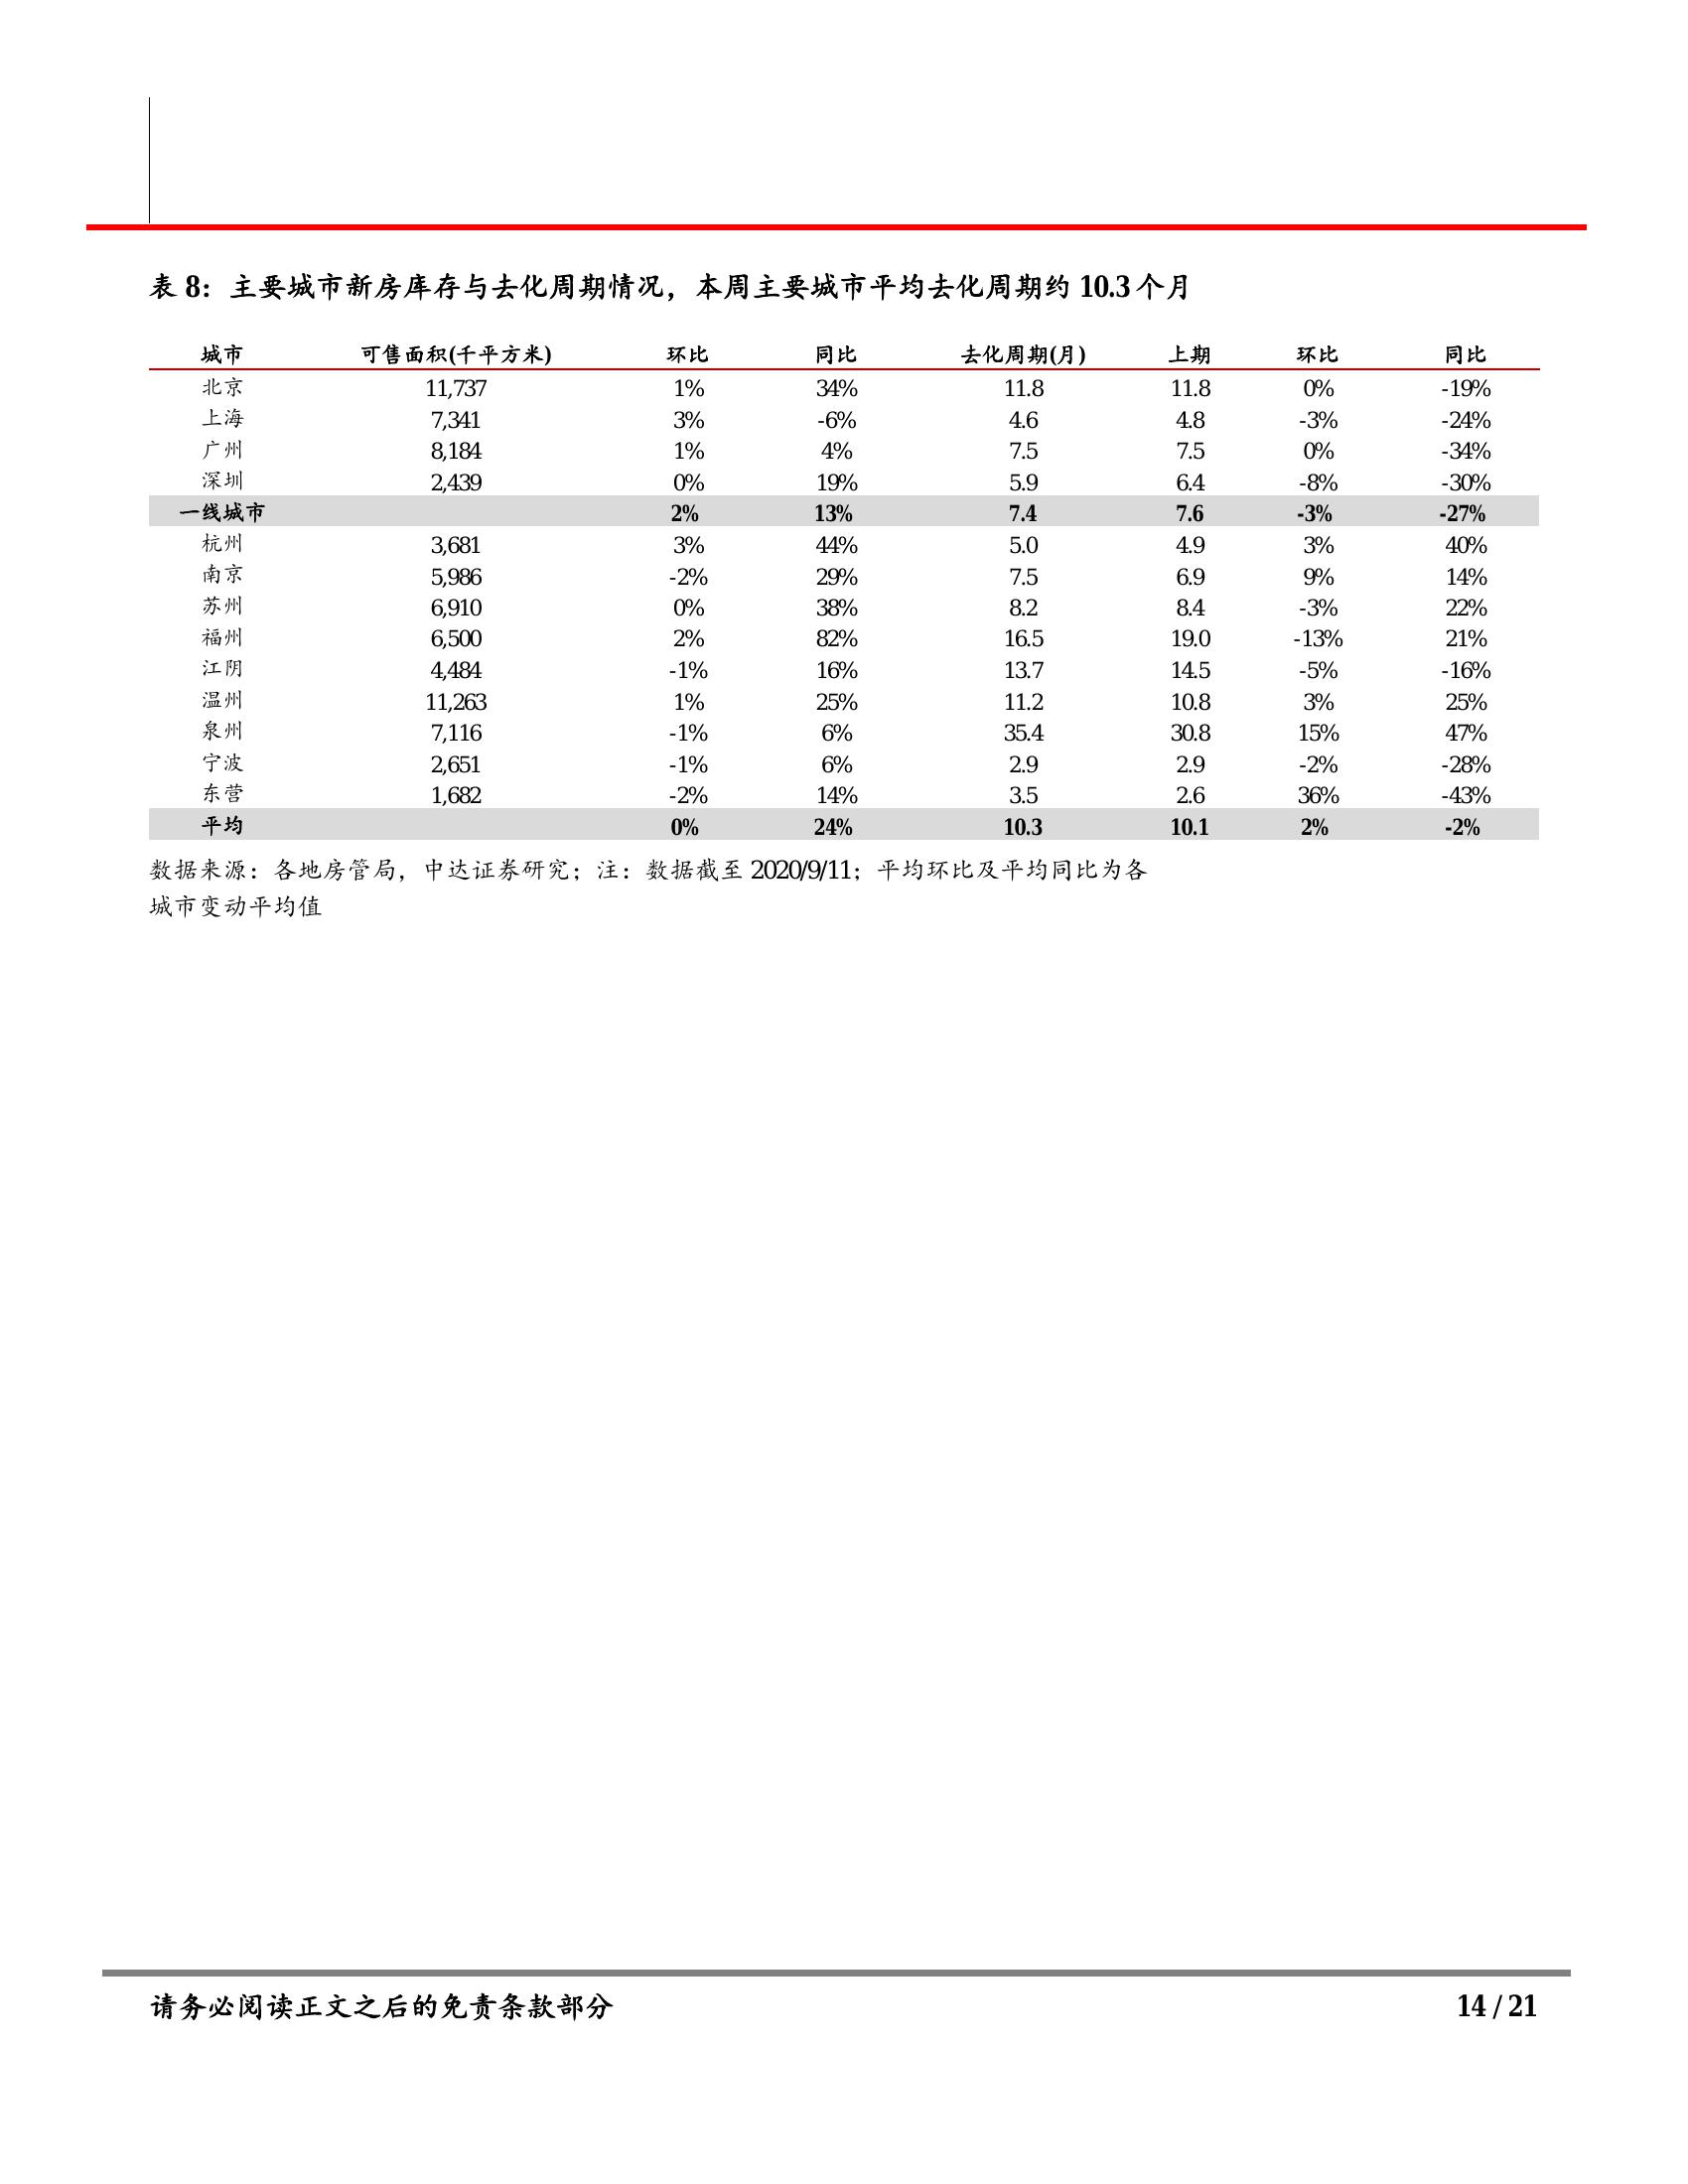 表 8：主要城市新房库存与去化周期情况，本周主要城市平均去化周期约 10.3 个月
城市 可售面积(千平方米) 环比 同比 去化周期(月) 上期 环比 同比
北京 11,737 1% 34% 11.8 11.8 0% -19%
上海 7,341 3% -6% 4.6 4.8 -3% -24%
广州 8,184 1% 4% 7.5 7.5 0% -34%
深圳 2,439 0% 19% 5.9 6.4 -8% -30%
一线城市 2% 13% 7.4 7.6 -3% -27%
杭州 3,681 3% 44% 5.0 4.9 3% 40%
南京 5,986 -2% 29% 7.5 6.9 9% 14%
苏州 6,910 0% 38% 8.2 8.4 -3% 22%
福州 6,500 2% 82% 16.5 19.0 -13% 21%
江阴 4,484 -1% 16% 13.7 14.5 -5% -16%
温州 11,263 1% 25% 11.2 10.8 3% 25%
泉州 7,116 -1% 6% 35.4 30.8 15% 47%
宁波 2,651 -1% 6% 2.9 2.9 -2% -28%
东营 1,682 -2% 14% 3.5 2.6 36% -43%
平均 0% 24% 10.3 10.1 2% -2%
数据来源：各地房管局，中达证券研究；注：数据截至 2020/9/11；平均环比及平均同比为各
城市变动平均值
请务必阅读正文之后的免责条款部分 14 / 21